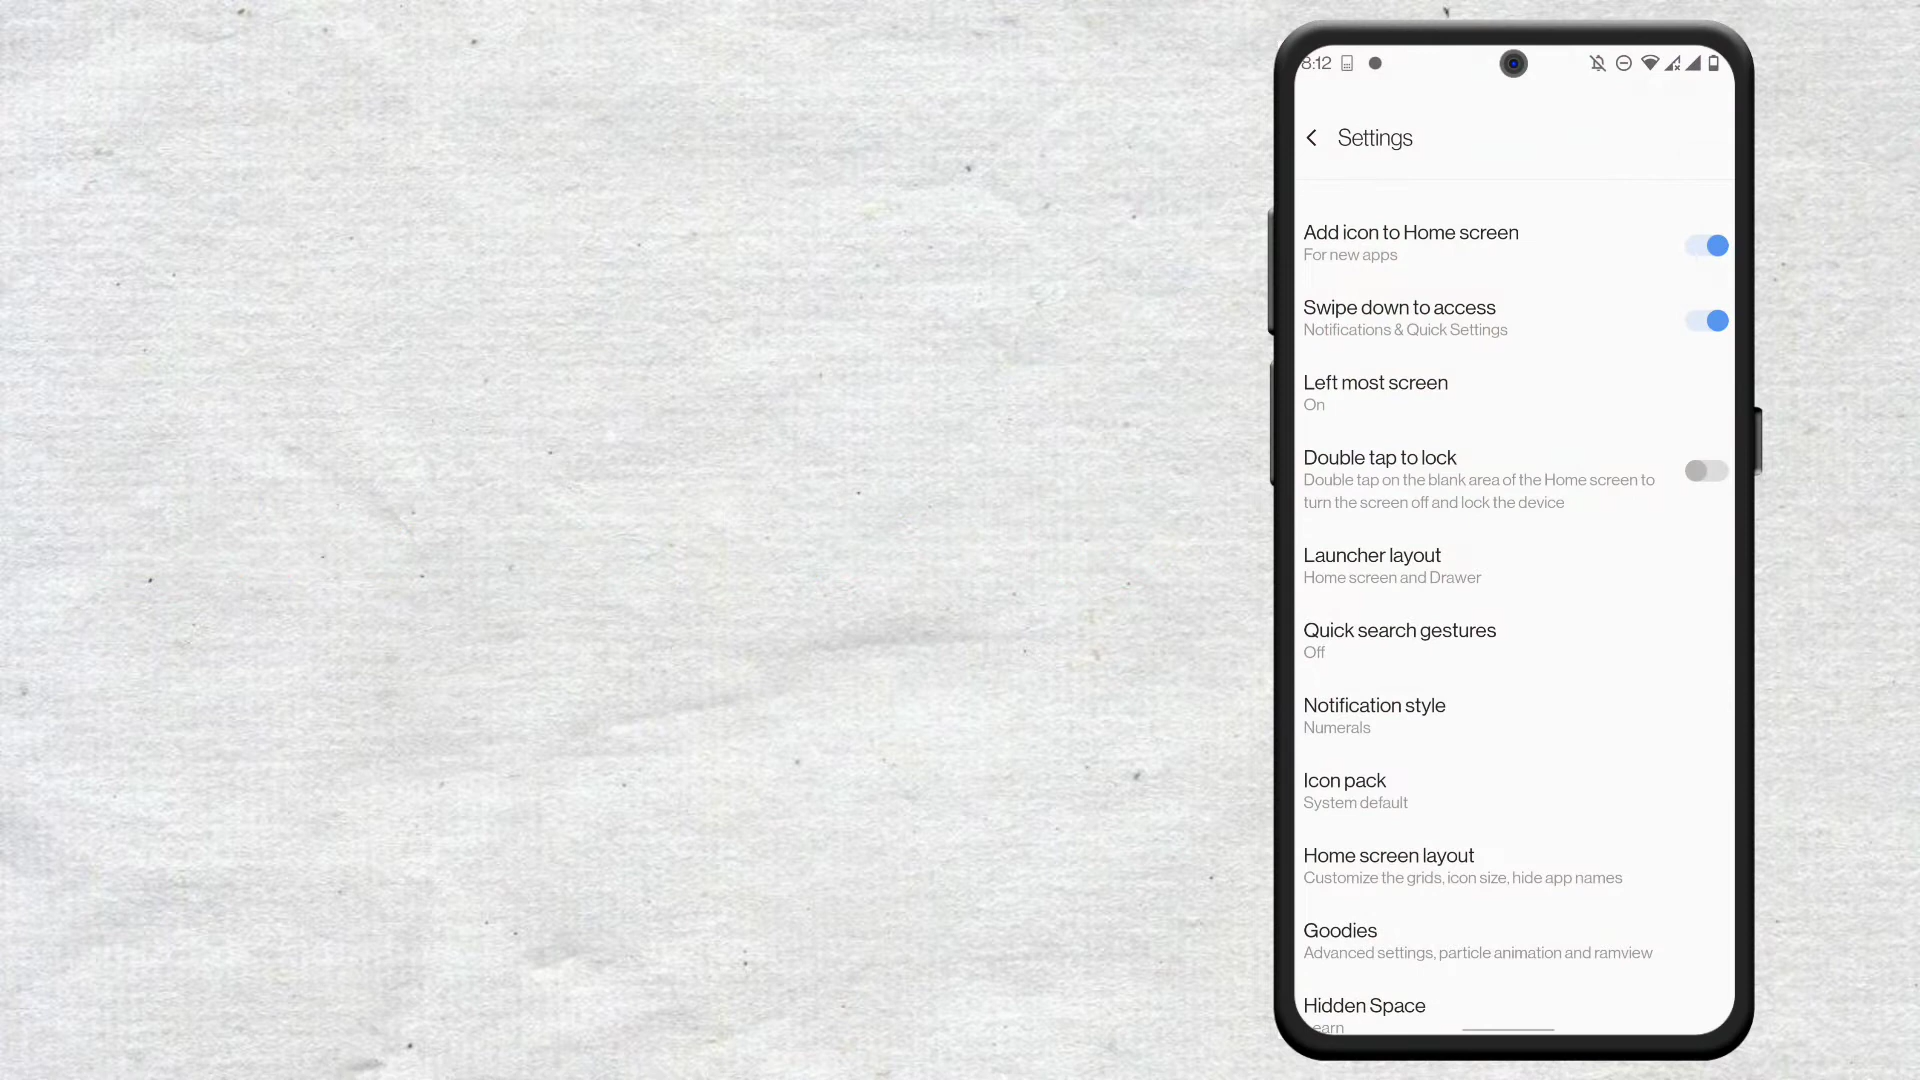 8:12
Settings
Add icon to Home screen
For new apps
Swipe down to access
Notifications & Quick Settings
Left most screen
On
Double tap to lock
Double tap on the blank area of the Home screen to
turn the screen off and lock the device
Launcher layout
Home screen and Drawer
Quick search gestures
Off
Notification style
Numerals
Icon pack
System default
Home screen layout
Customize the grids, icon size, hide app names
Goodies
Advanced settings, particle animation and ramview
Hidden Space